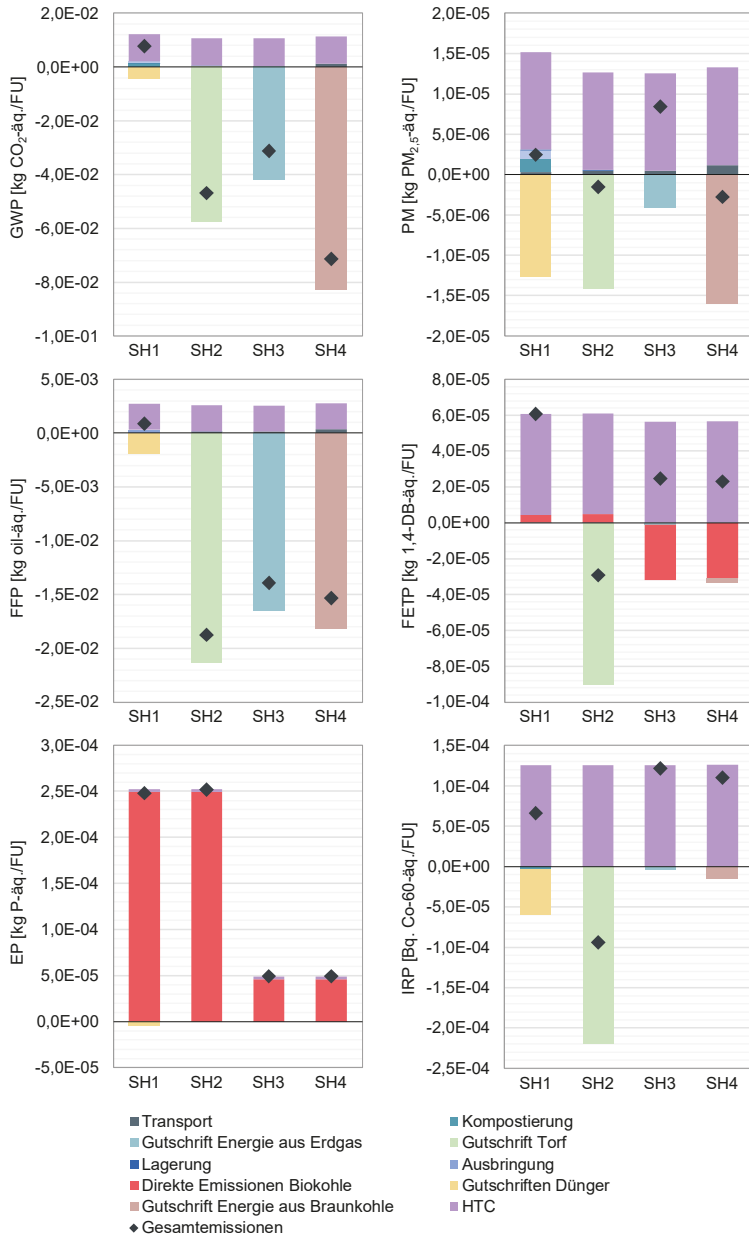 2,0E-02
0,0E+00
-2,0E-02
-4,0E-02
-6,0E-02
-8,0E-02
-1,0E-01
GWP [kg CO₂-äq./FU]
SH1 SH2 SH3 SH4
2,0E-05
1,5E-05
1,0E-05
5,0E-06
0,0E+00
-5,0E-06
-1,0E-05
-1,5E-05
-2,0E-05
PM [kg PM₂,₅-äq./FU]
SH1 SH2 SH3 SH4
5,0E-03
0,0E+00
-5,0E-03
-1,0E-02
-1,5E-02
-2,0E-02
-2,5E-02
FFP [kg oil-äq./FU]
SH1 SH2 SH3 SH4
8,0E-05
6,0E-05
4,0E-05
2,0E-05
0,0E+00
-2,0E-05
-4,0E-05
-6,0E-05
-8,0E-05
-1,0E-04
FETP [kg 1,4-DB-äq./FU]
SH1 SH2 SH3 SH4
3,0E-04
2,5E-04
2,0E-04
1,5E-04
1,0E-04
5,0E-05
0,0E+00
-5,0E-05
EP [kg P-äq./FU]
SH1 SH2 SH3 SH4
1,5E-04
1,0E-04
5,0E-05
0,0E+00
-5,0E-05
-1,0E-04
-1,5E-04
-2,0E-04
-2,5E-04
IRP [Bq. Co-60-äq./FU]
SH1 SH2 SH3 SH4
Transport
Gutschrift Energie aus Erdgas
Lagerung
Direkte Emissionen Biokohle
Gutschrift Energie aus Braunkohle
Gesamtemissionen
Kompostierung
Gutschrift Torf
Ausbringung
Gutschriften Dünger
HTC